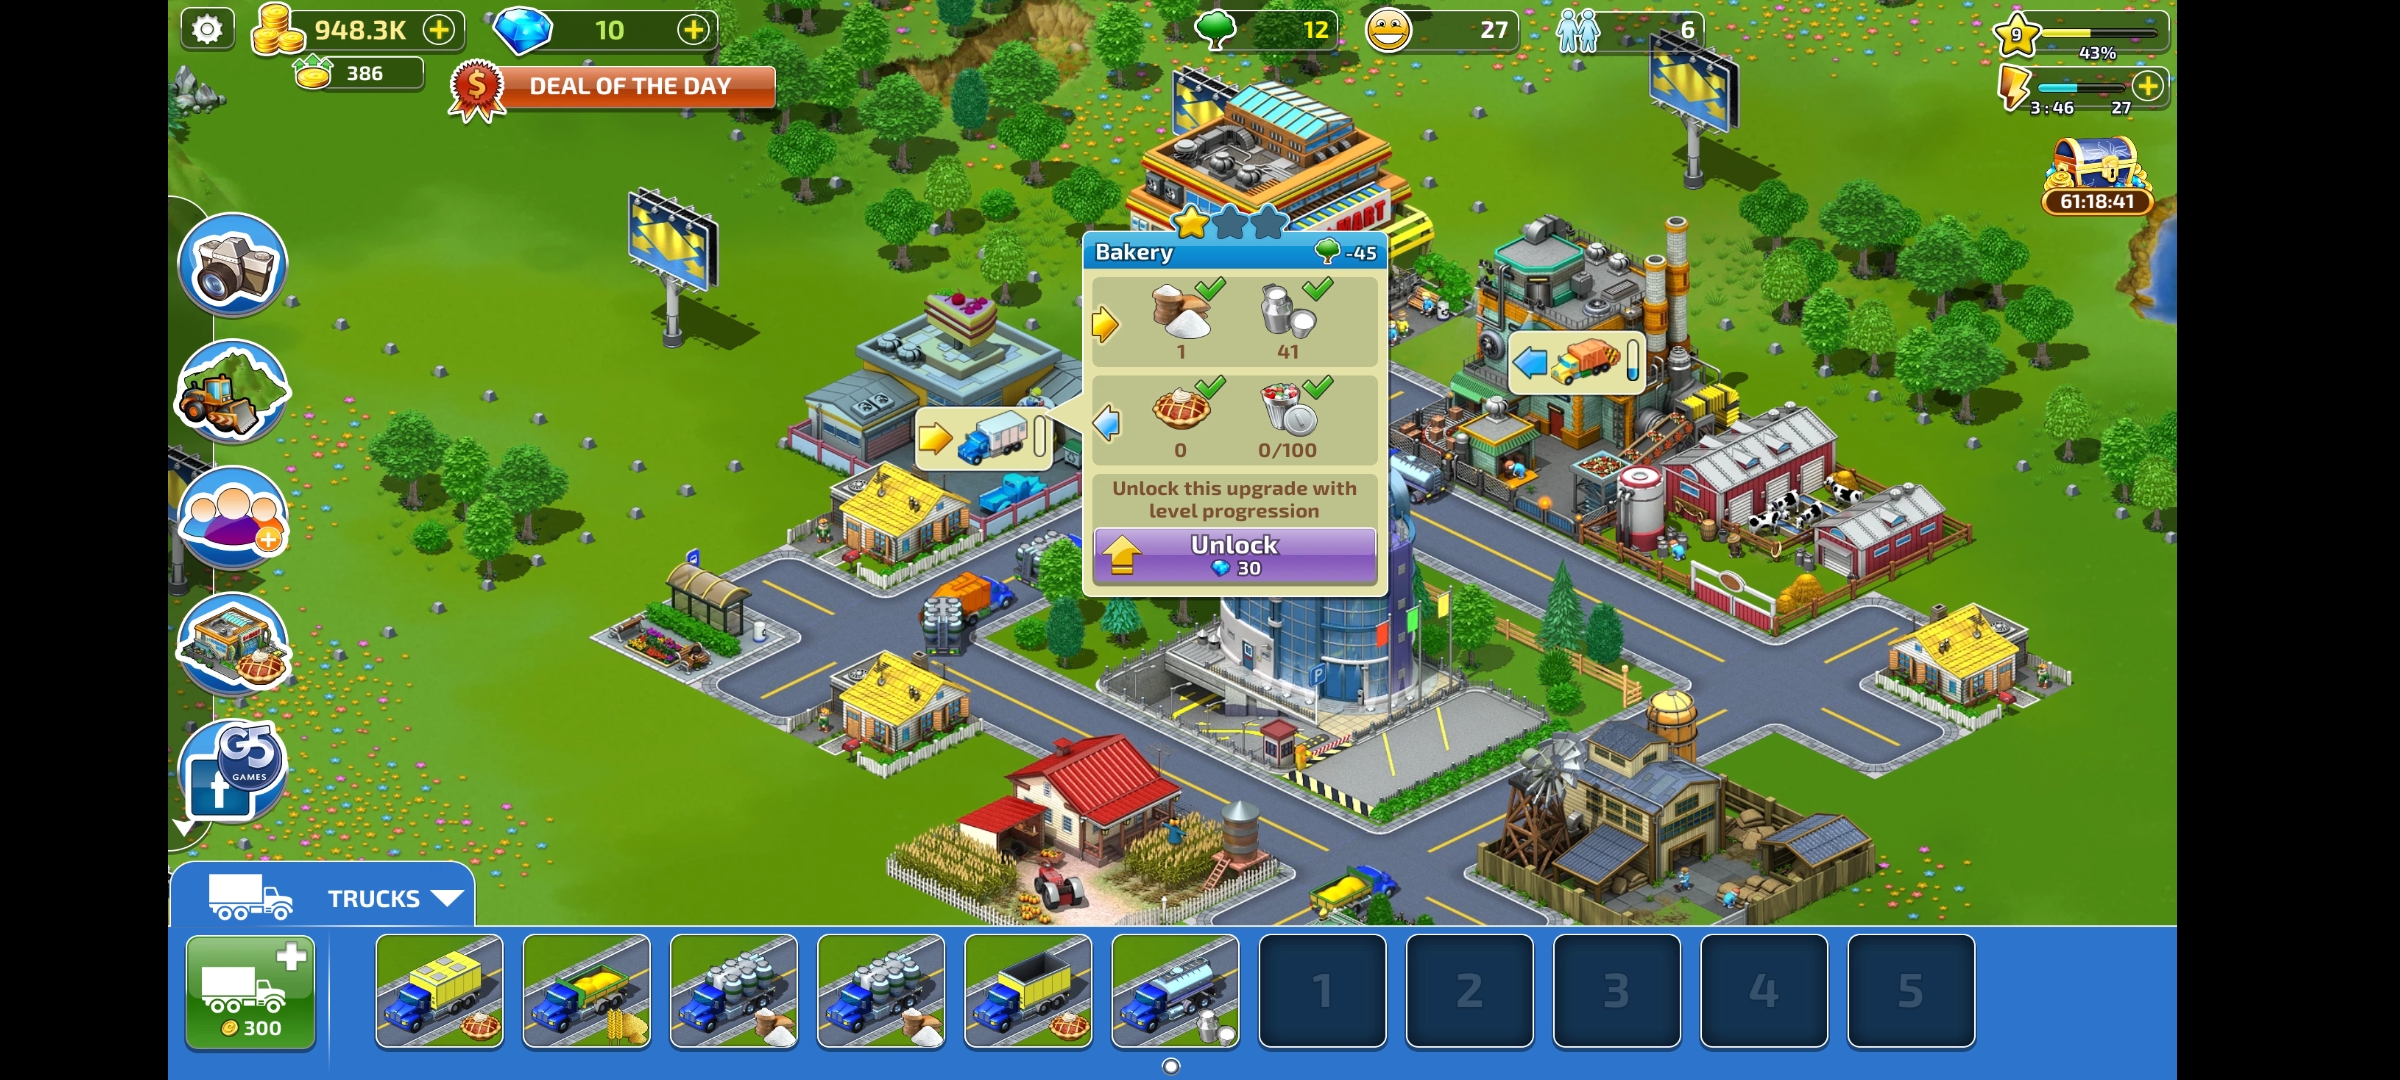 948.3K
10
12
27
6
9
43%
386
DEAL OF THE DAY
3:46
27
61:18:41
MART
Bakery
-45
1
41
0
0/100
Unlock this upgrade with
level progression
Unlock
30
P
G5
GAMES
f
TRUCKS
300
1
2
3
4
5